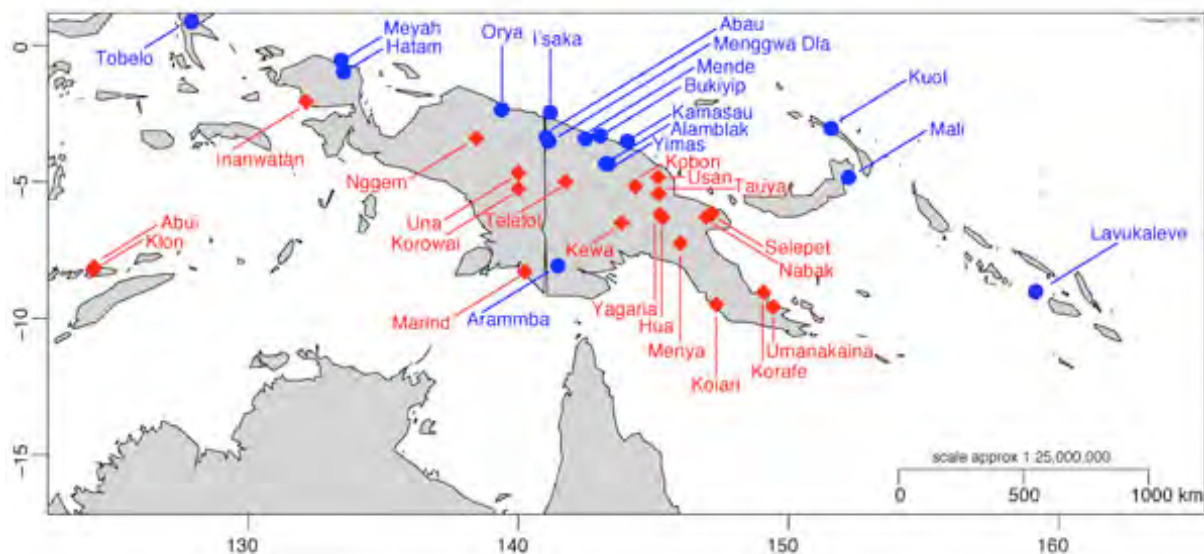 0
−5
−10
−15
130
140
150
160
Tobelo
Meyah
Hatam
Orya
I'saka
Abau
Menggwa Dla
Mende
Bukiyip
Kamasau
Alamblak
Yimas
Kuot
Mali
Lavukaleve
Inanwatan
Nggem
Una
Korowai
Telefol
Kobon
Usan
Tauya
Kewa
Selepet
Nabak
Abui
Klon
Marind
Arammba
Yagaria
Hua
Menya
Koiari
Umanakaina
Korafe
scale approx 1:25,000,000
0 500 1000 km